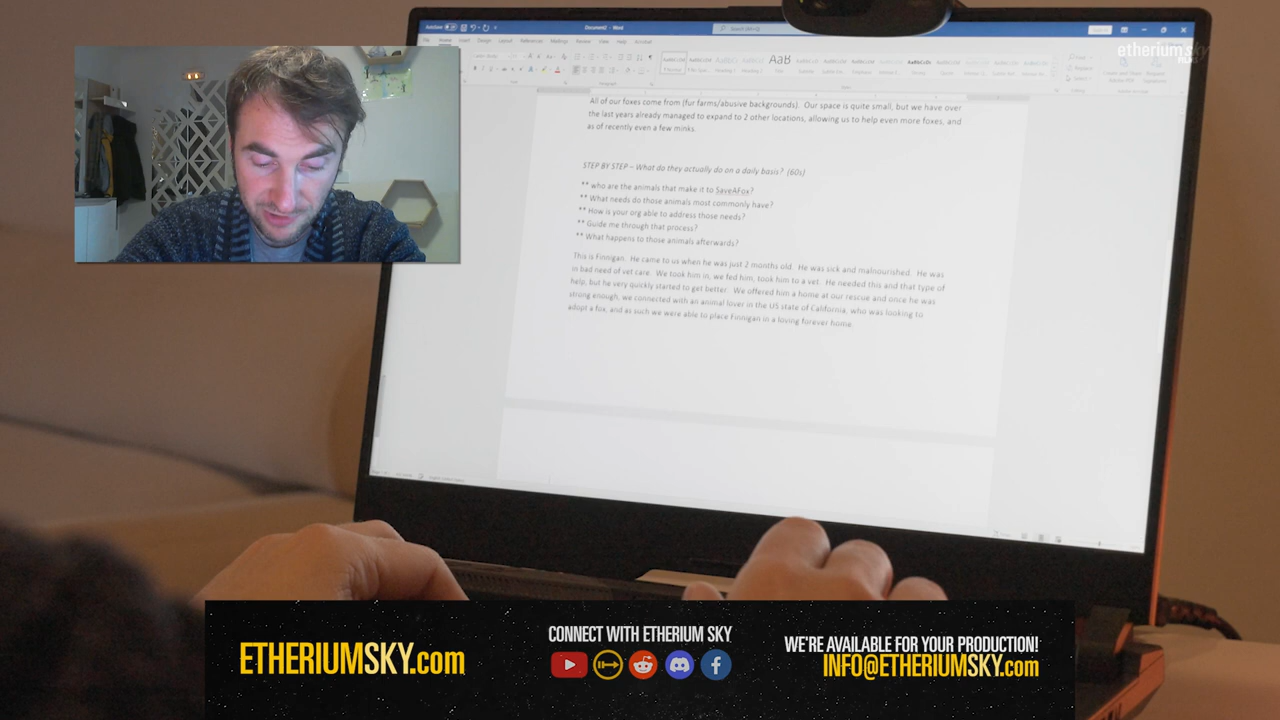 Document1 - Word
Search (Alt+Q)
etherium sky
FILMS
All of our foxes come from (fur farms/abusive backgrounds). Our space is quite small, but we have over
the last years already managed to expand to 2 other locations, allowing us to help even more foxes, and
as of recently even a few minks.
STEP BY STEP – What do they actually do on a daily basis? (60s)
** who are the animals that make it to SaveAFox?
** What needs do those animals most commonly have?
** How is your org able to address those needs?
** Guide me through that process?
** What happens to those animals afterwards?
This is Finnigan. He came to us when he was just 2 months old. He was sick and malnourished. He was
in bad need of vet care. We took him in, we fed him, took him to a vet. He needed this and that type of
help, but he very quickly started to get better. We offered him a home at our rescue and once he was
strong enough, we connected with an animal lover in the US state of California, who was looking to
adopt a fox, and as such we were able to place Finnigan in a loving forever home.
ETHERIUMSKY.com
CONNECT WITH ETHERIUM SKY
WE'RE AVAILABLE FOR YOUR PRODUCTION!
INFO@ETHERIUMSKY.com